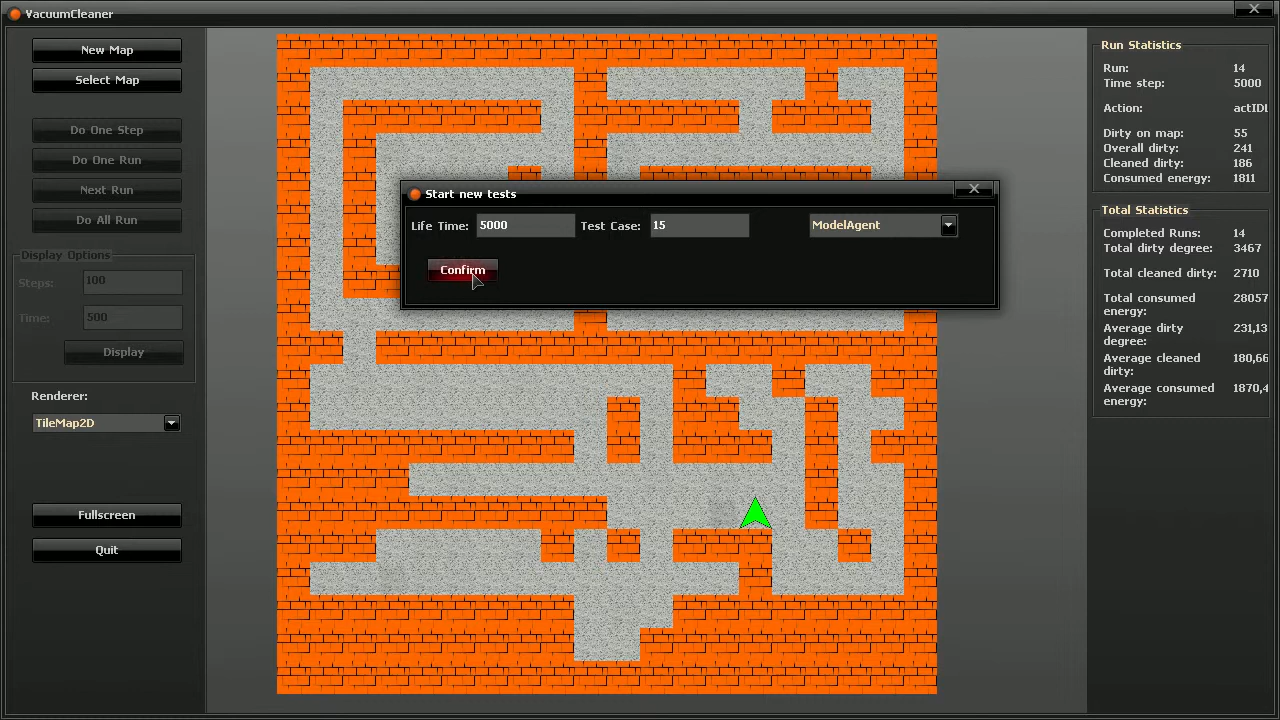 VacuumCleaner
New Map
Select Map
Do One Step
Do One Run
Next Run
Do All Run
Display Options
Steps: 100
Time: 500
Display
Renderer:
TileMap2D
Fullscreen
Quit
Start new tests
Life Time: 5000 Test Case: 15 ModelAgent
Confirm
Run Statistics
Run: 14
Time step: 5000
Action: actIDL
Dirty on map: 55
Overall dirty: 241
Cleaned dirty: 186
Consumed energy: 1811
Total Statistics
Completed Runs: 14
Total dirty degree: 3467
Total cleaned dirty: 2710
Total consumed 28057
energy:
Average dirty 231,13
degree:
Average cleaned 180,66
dirty:
Average consumed 1870,4
energy: